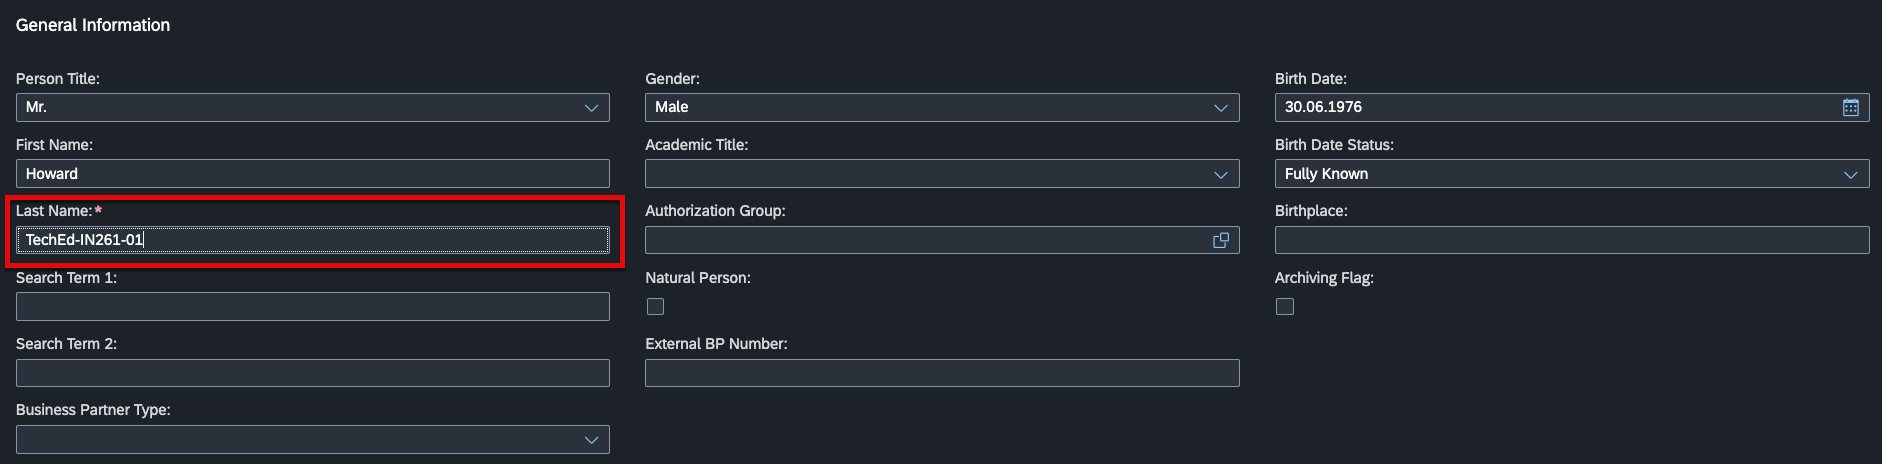 General Information
Person Title:
Mr.
First Name:
Howard
Last Name:*
TechEd-IN261-01
Search Term 1:
Search Term 2:
Business Partner Type:
Gender:
Male
Academic Title:
Authorization Group:
Natural Person:
External BP Number:
Birth Date:
30.06.1976
Birth Date Status:
Fully Known
Birthplace:
Archiving Flag: